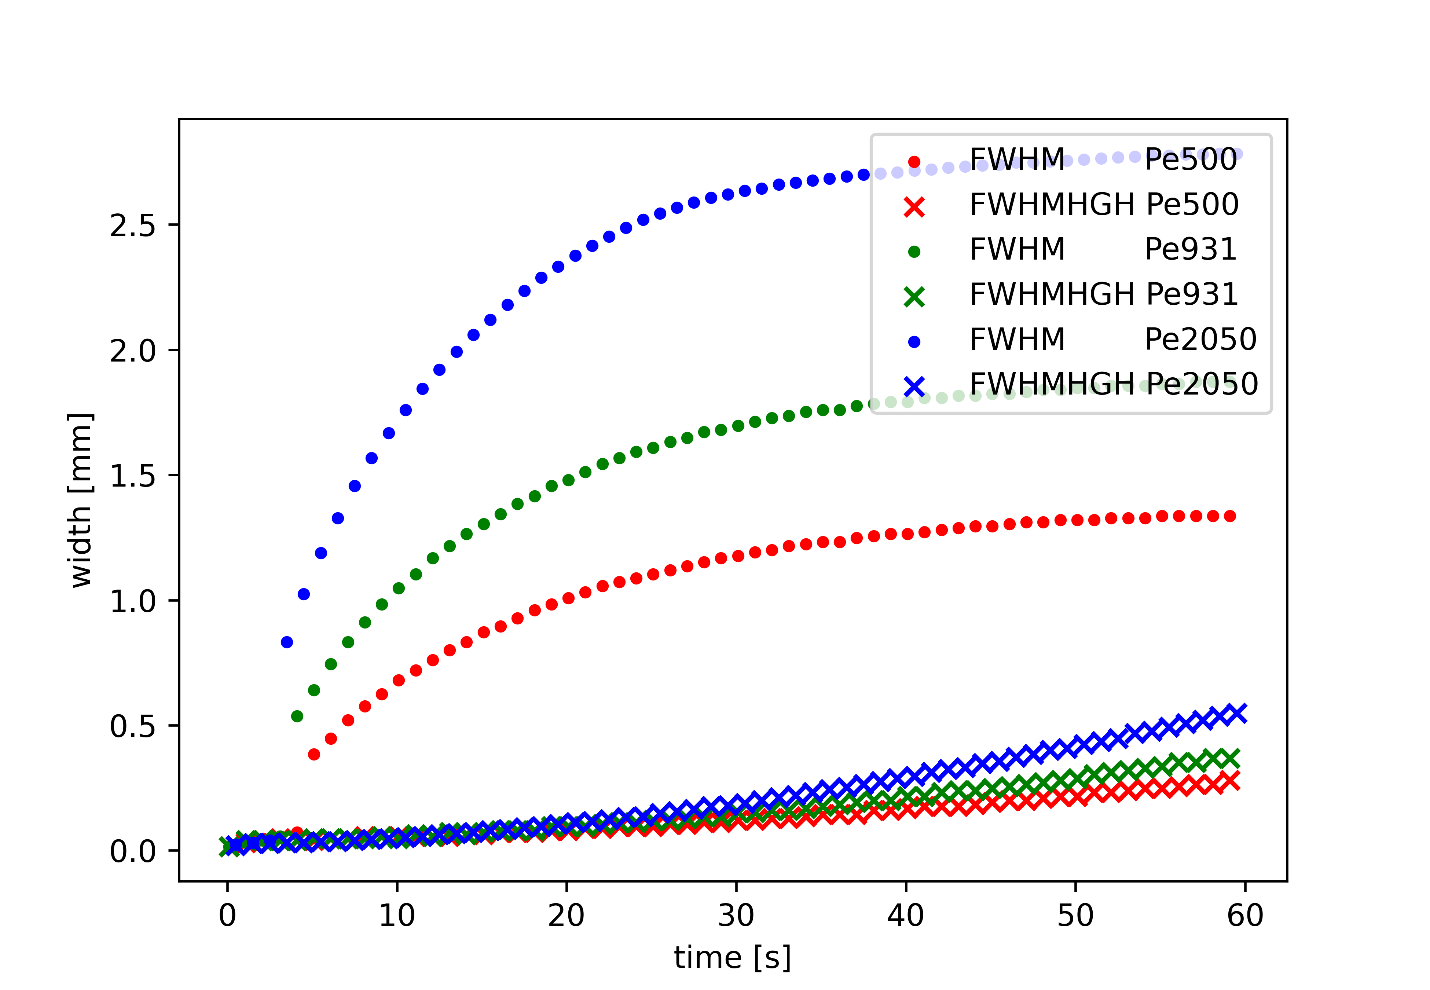 FWHM Pe500
FWHMHGH Pe500
FWHM Pe931
FWHMHGH Pe931
FWHM Pe2050
FWHMHGH Pe2050
2.5
2.0
1.5
1.0
0.5
0.0
width [mm]
0 10 20 30 40 50 60
time [s]